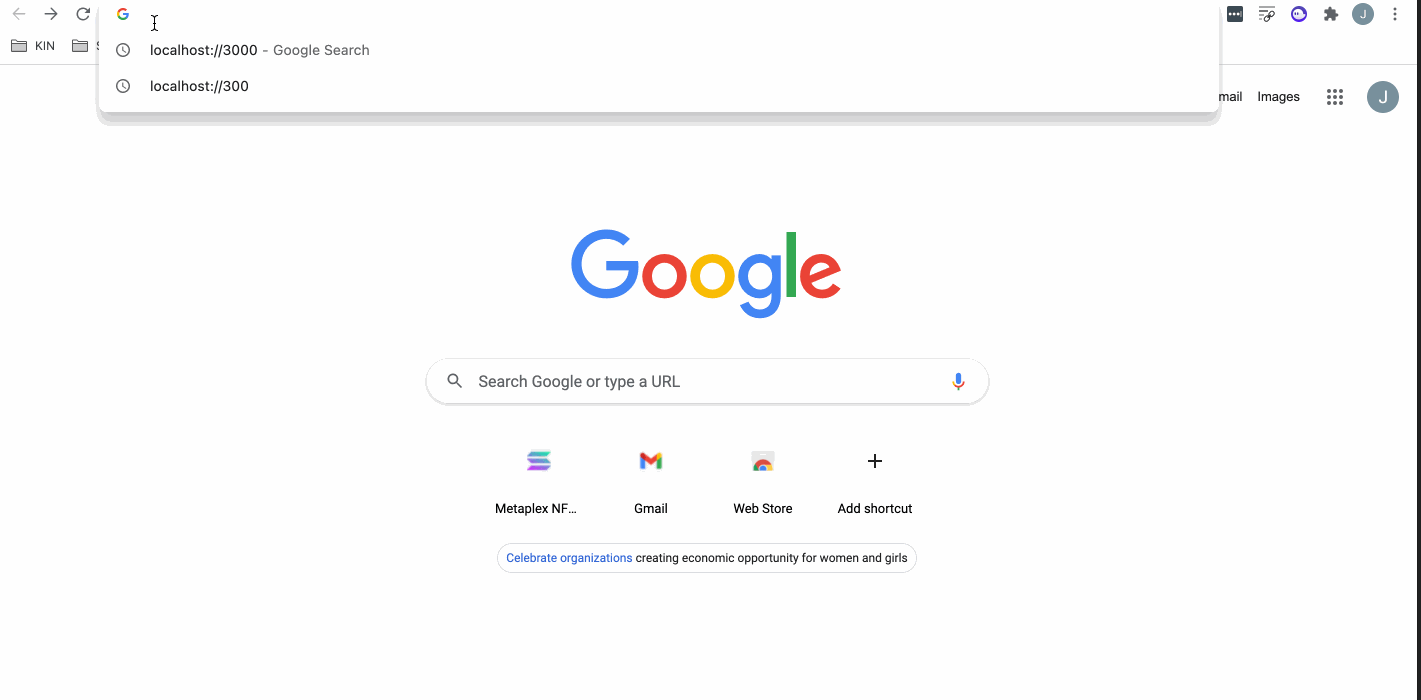 localhost://3000 - Google Search
KIN
localhost://300
mail Images
J
J
Google
Search Google or type a URL
Metaplex NF... Gmail Web Store Add shortcut
Celebrate organizations creating economic opportunity for women and girls